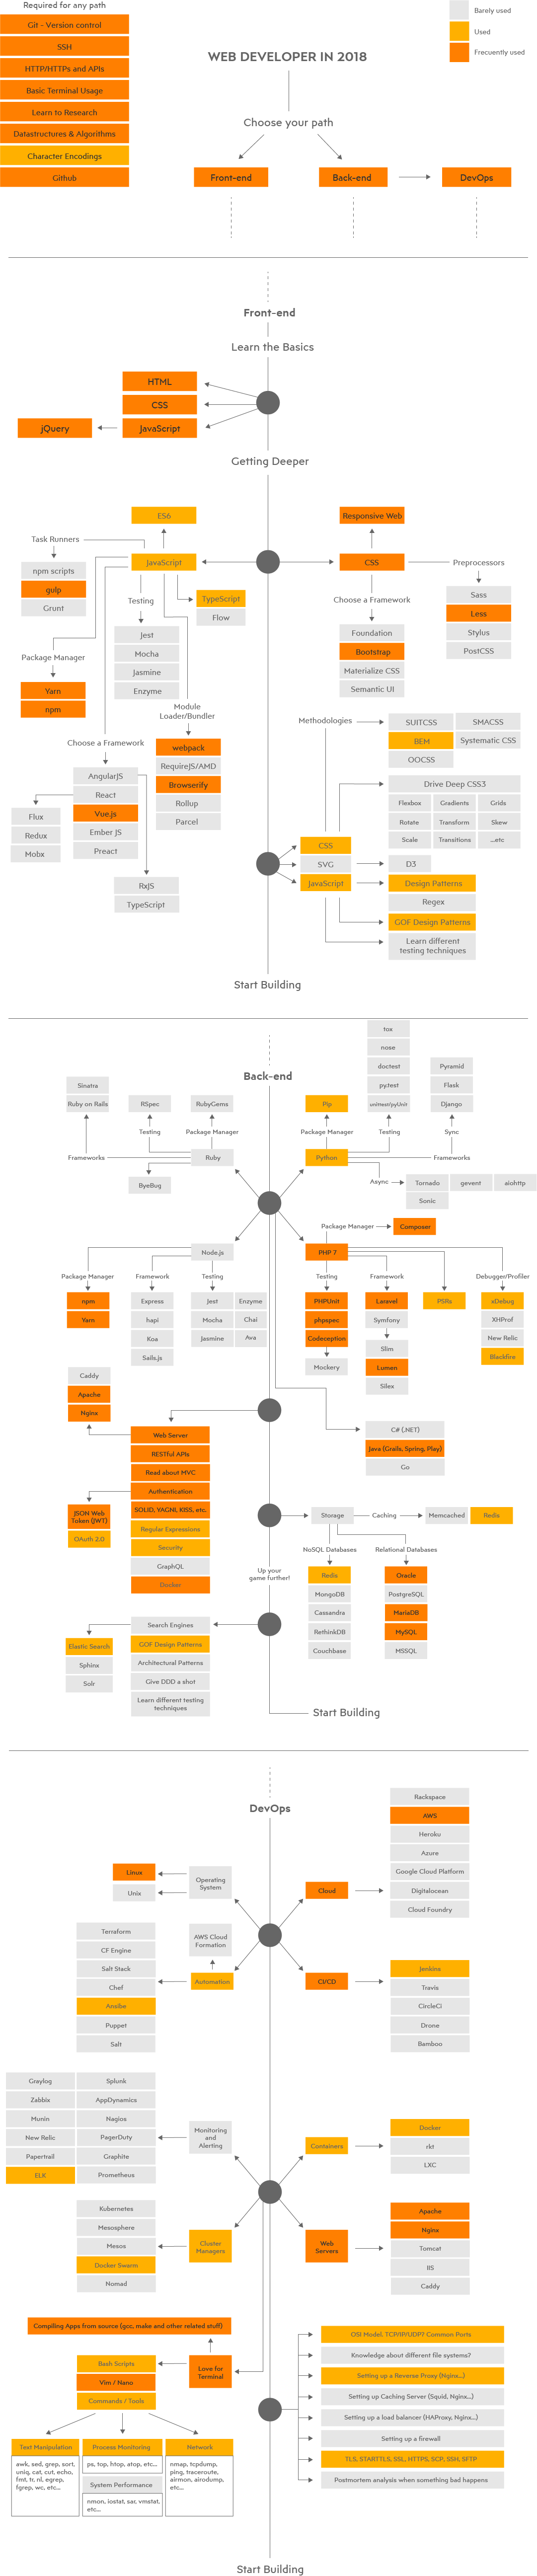 Required for any path
Git - Version control
SSH
HTTP/HTTPs and APIs
Basic Terminal Usage
Learn to Research
Datastructures & Algorithms
Character Encodings
Github
Barely used
Used
Frecuently used
WEB DEVELOPER IN 2018
Choose your path
Front-end
Back-end
DevOps
Front-end
Learn the Basics
HTML
CSS
JavaScript
jQuery
Getting Deeper
ES6
Task Runners
JavaScript
npm scripts
gulp
Grunt
Testing
TypeScript
Flow
Jest
Mocha
Jasmine
Enzyme
Package Manager
Yarn
npm
Module
Loader/Bundler
webpack
RequireJS/AMD
Browserify
Rollup
Parcel
Choose a Framework
AngularJS
React
Vue.js
Ember JS
Preact
Flux
Redux
Mobx
RxJS
TypeScript
Responsive Web
CSS
Preprocessors
Sass
Less
Stylus
PostCSS
Choose a Framework
Foundation
Bootstrap
Materialize CSS
Semantic UI
Methodologies
SUITCSS
SMACSS
BEM
Systematic CSS
OOCSS
Drive Deep CSS3
Flexbox
Gradients
Grids
Rotate
Transform
Skew
Scale
Transitions
...etc
CSS
SVG
JavaScript
D3
Design Patterns
Regex
GOF Design Patterns
Learn different
testing techniques
Start Building
Back-end
Sinatra
Ruby on Rails
RSpec
RubyGems
Testing
Package Manager
Frameworks
Ruby
ByeBug
Pip
Package Manager
Python
tox
nose
doctest
pytest
unittest/pyUnit
Testing
Pyramid
Flask
Django
Sync
Frameworks
Async
Tornado
gevent
aiohttp
Sonic
Node.js
Package Manager
Framework
Testing
npm
Yarn
Express
hapi
Koa
Sails.js
Jest
Enzyme
Mocha
Chai
Jasmine
Ava
Package Manager
Composer
PHP 7
Testing
Framework
Debugger/Profiler
PHPUnit
phpspec
Codeception
Mockery
Laravel
Symfony
Slim
Lumen
Silex
PSRs
xDebug
XHProf
New Relic
Blackfire
Caddy
Apache
Nginx
Web Server
RESTful APIs
Read about MVC
Authentication
SOLID, YAGNI, KISS, etc.
Regular Expressions
Security
GraphQL
Docker
JSON Web
Token (JWT)
OAuth 2.0
C# (.NET)
Java (Grails, Spring, Play)
Go
Storage
Caching
Memcached
Redis
NoSQL Databases
Relational Databases
Redis
MongoDB
Cassandra
RethinkDB
Couchbase
Oracle
PostgreSQL
MariaDB
MySQL
MSSQL
Up your
game further!
Search Engines
GOF Design Patterns
Architectural Patterns
Give DDD a shot
Learn different testing
techniques
Elastic Search
Sphinx
Solr
Start Building
DevOps
Linux
Unix
Operating
System
AWS Cloud
Formation
Automation
Terraform
CF Engine
Salt Stack
Chef
Ansibe
Puppet
Salt
Cloud
Rackspace
AWS
Heroku
Azure
Google Cloud Platform
Digitalocean
Cloud Foundry
CI/CD
Jenkins
Travis
CircleCi
Drone
Bamboo
Graylog
Splunk
Zabbix
AppDynamics
Munin
Nagios
New Relic
PagerDuty
Papertrail
Graphite
ELK
Prometheus
Monitoring
and
Alerting
Containers
Docker
rkt
LXC
Kubernetes
Mesosphere
Mesos
Docker Swarm
Nomad
Cluster
Managers
Web
Servers
Apache
Nginx
Tomcat
IIS
Caddy
Compiling Apps from source (gcc, make and other related stuff)
Bash Scripts
Vim / Nano
Commands / Tools
Love for
Terminal
Text Manipulation
awk, sed, grep, sort,
uniq, cat, cut, echo,
fmt, tr, nl, egrep,
fgrep, wc, etc...
Process Monitoring
ps, top, htop, atop, etc...
System Performance
nmon, iostat, sar, vmstat,
etc...
Network
nmap, tcpdump,
ping, traceroute,
airmon, airodump,
etc...
OSI Model, TCP/IP/UDP? Common Ports
Knowledge about different file systems?
Setting up a Reverse Proxy (Nginx...)
Setting up Caching Server (Squid, Nginx...)
Setting up a load balancer (HAProxy, Nginx...)
Setting up a firewall
TLS, STARTTLS, SSL, HTTPS, SCP, SSH, SFTP
Postmortem analysis when something bad happens
Start Building